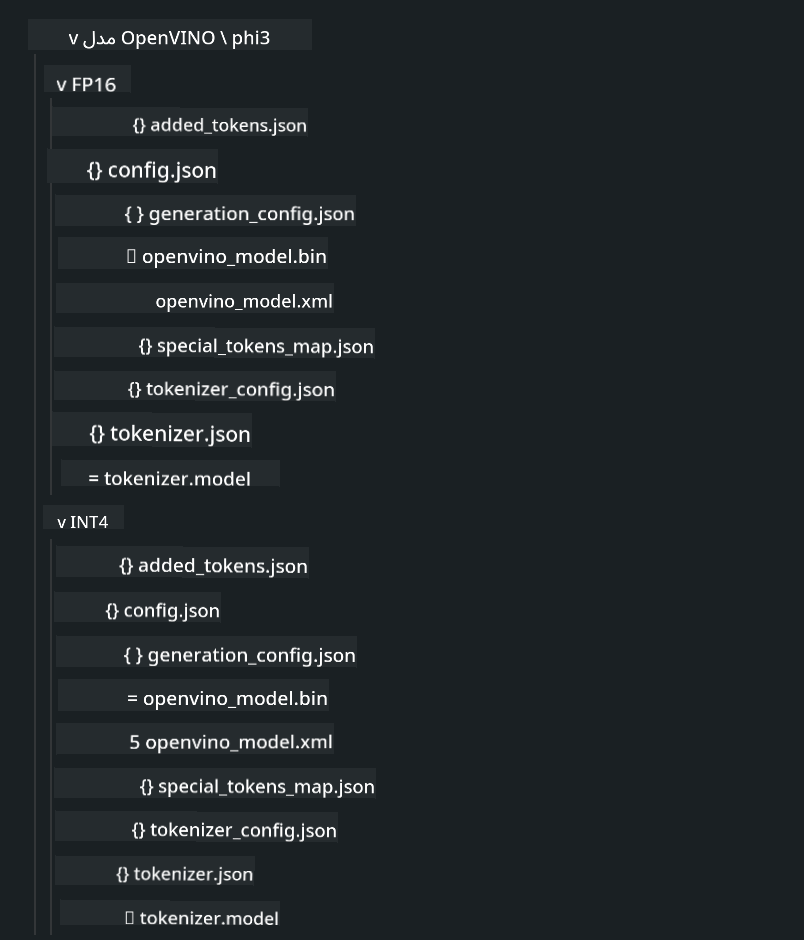 v مدل OpenVINO \ phi3
v FP16
{} added_tokens.json
{} config.json
{ } generation_config.json
▯ openvino_model.bin
openvino_model.xml
{} special_tokens_map.json
{} tokenizer_config.json
{} tokenizer.json
= tokenizer.model
v INT4
{} added_tokens.json
{} config.json
{ } generation_config.json
= openvino_model.bin
5 openvino_model.xml
{} special_tokens_map.json
{} tokenizer_config.json
{} tokenizer.json
▯ tokenizer.model